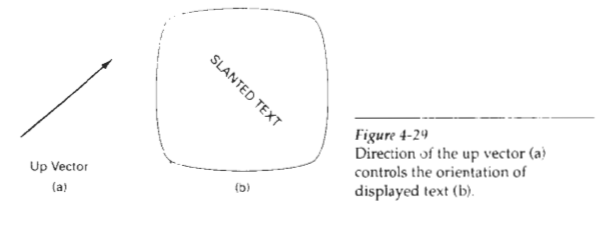 SLANTED TEXT
Up Vector
(a)
(b)
Figure 4-29
Direction of the up vector (a)
controls the orientation of
displayed text (b).